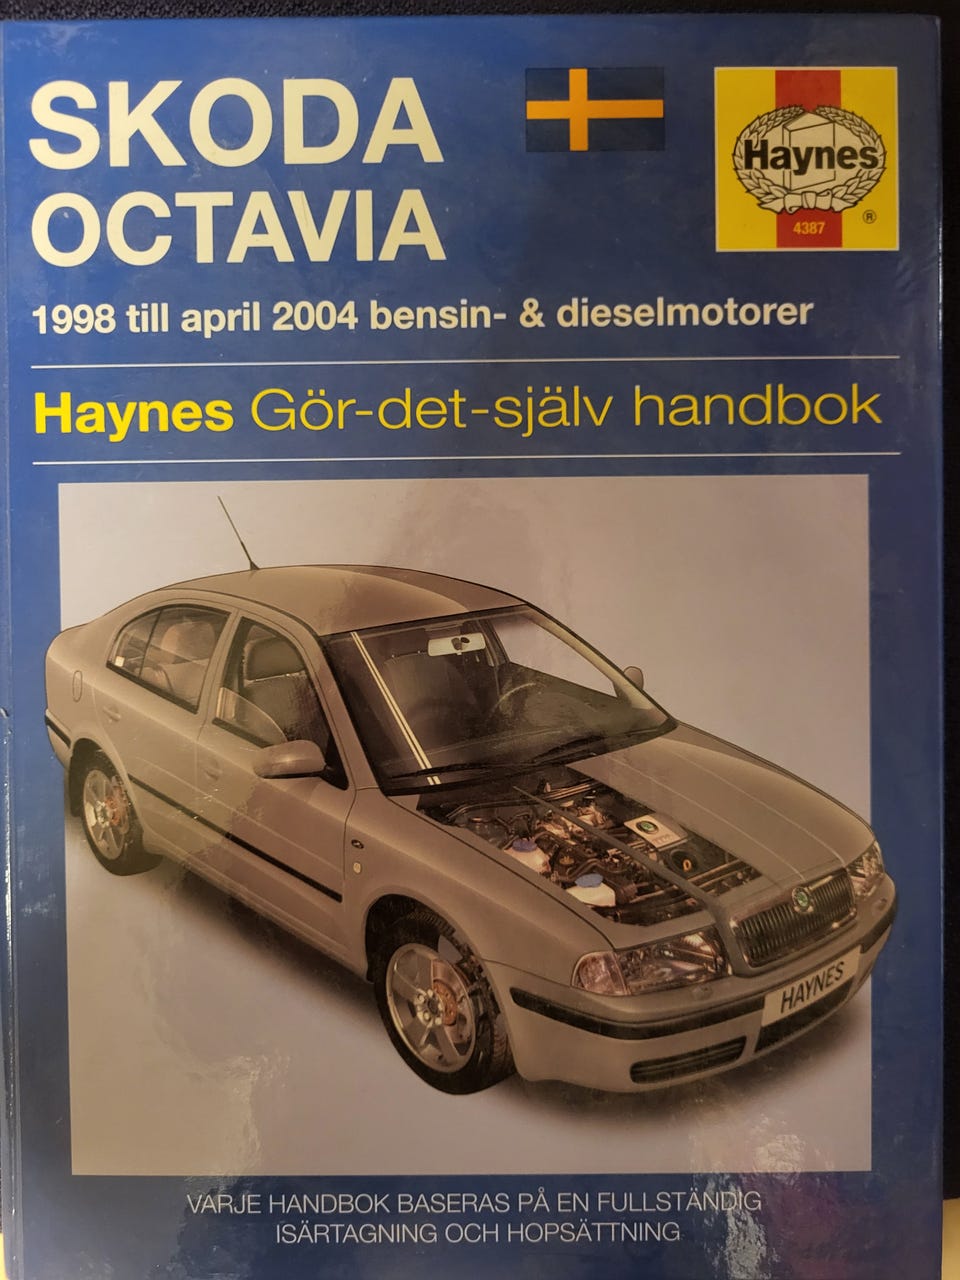 SKODA
OCTAVIA
Haynes
®
4387
1998 till april 2004 bensin- & dieselmotorer
Haynes Gör-det-själv handbok
HAYNES
VARJE HANDBOK BASERAS PÅ EN FULLSTÄNDIG
ISÄRTAGNING OCH HOPSÄTTNING